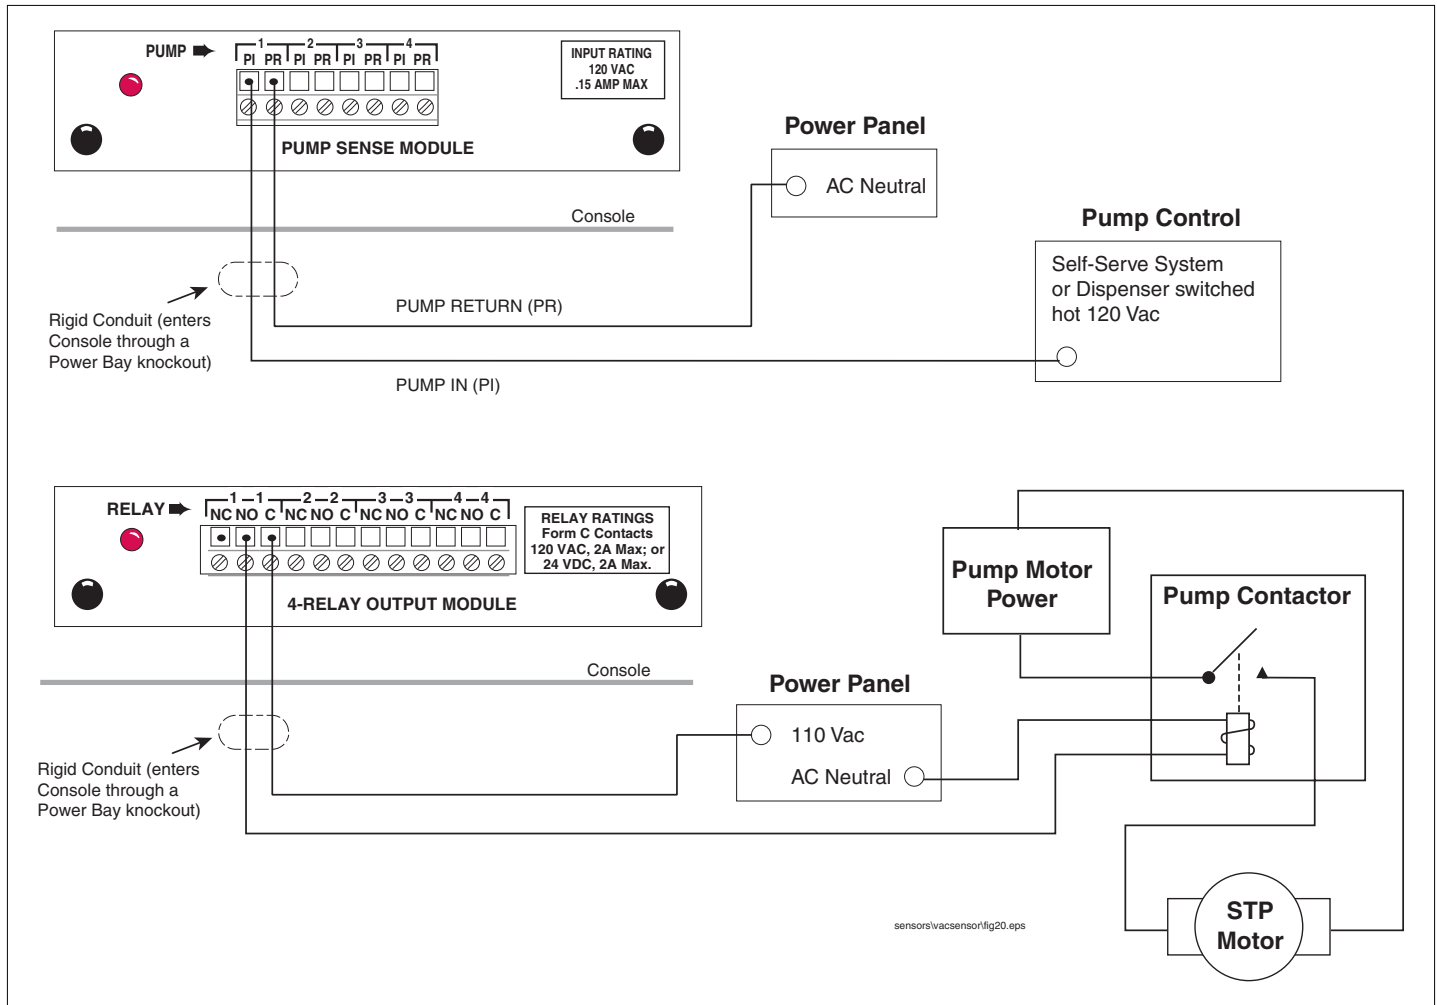 PUMP
1 2 3 4
PI PR PI PR PI PR PI PR
INPUT RATING
120 VAC
.15 AMP MAX
PUMP SENSE MODULE
Console
Power Panel
AC Neutral
Pump Control
Self-Serve System
or Dispenser switched
hot 120 Vac
Rigid Conduit (enters
Console through a
Power Bay knockout)
PUMP RETURN (PR)
PUMP IN (PI)
RELAY
1 1 2 2 3 3 4 4
NC NO C NC NO C NC NO C NC NO C
RELAY RATINGS
Form C Contacts
120 VAC, 2A Max; or
24 VDC, 2A Max.
4-RELAY OUTPUT MODULE
Console
Pump Motor
Power
Pump Contactor
Power Panel
110 Vac
AC Neutral
Rigid Conduit (enters
Console through a
Power Bay knockout)
STP
Motor
sensors\vacsensor\fig20.eps